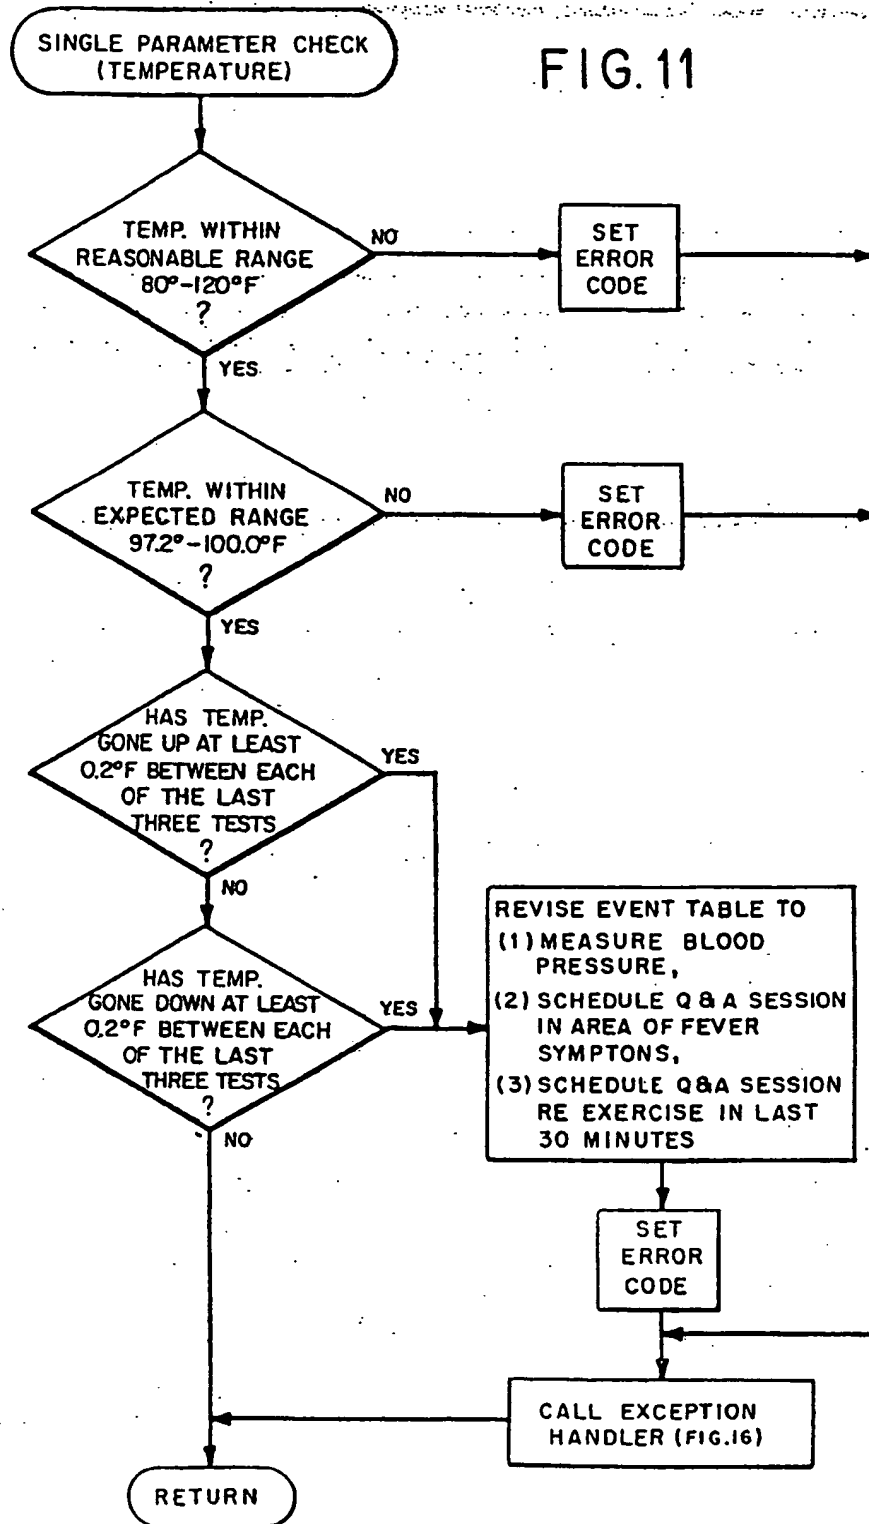 SINGLE PARAMETER CHECK
(TEMPERATURE)
FIG. 11
TEMP. WITHIN
REASONABLE RANGE
80°-120°F
?
NO
SET
ERROR
CODE
YES
TEMP. WITHIN
EXPECTED RANGE
97.2°-100.0°F
?
NO
SET
ERROR
CODE
YES
HAS TEMP.
GONE UP AT LEAST
0.2°F BETWEEN EACH
OF THE LAST
THREE TESTS
?
YES
NO
HAS TEMP.
GONE DOWN AT LEAST
0.2°F BETWEEN EACH
OF THE LAST
THREE TESTS
?
YES
NO
REVISE EVENT TABLE TO
(1) MEASURE BLOOD
PRESSURE,
(2) SCHEDULE Q & A SESSION
IN AREA OF FEVER
SYMPTONS,
(3) SCHEDULE Q&A SESSION
RE EXERCISE IN LAST
30 MINUTES
SET
ERROR
CODE
CALL EXCEPTION
HANDLER (FIG.16)
RETURN